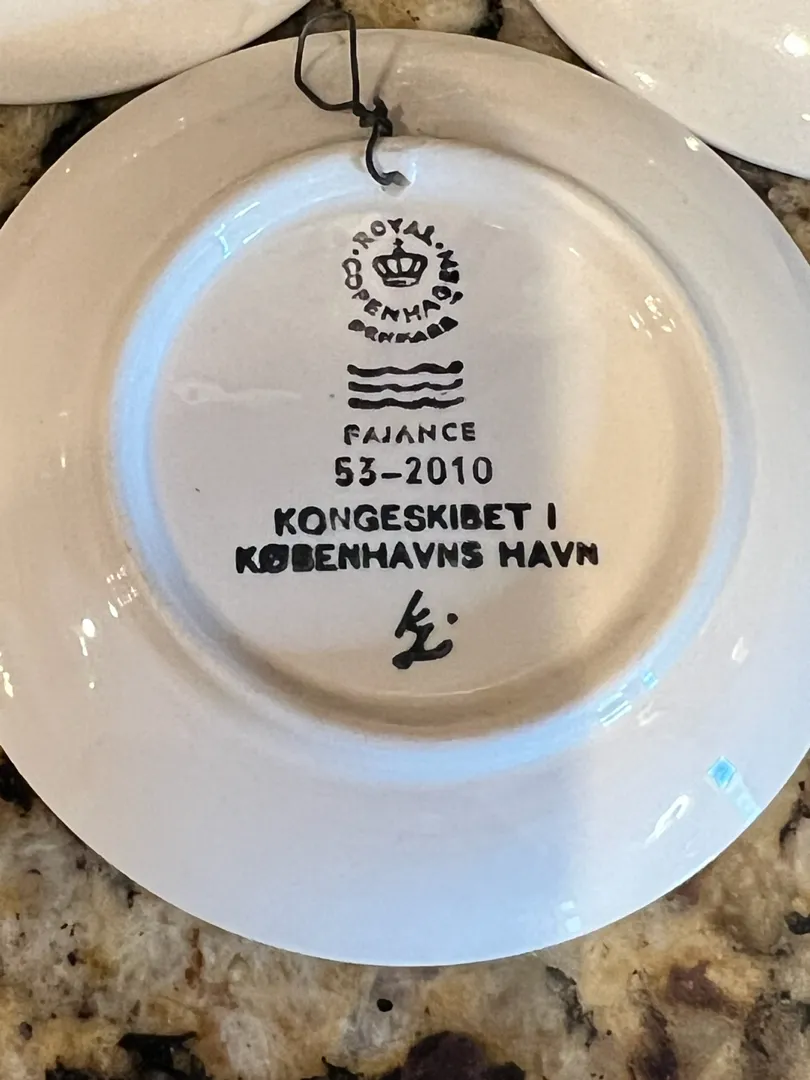 ROYAL COPENHAGEN
DENMARK
FAJANCE
53-2010
KONGESKIBET I
KØBENHAVNS HAVN